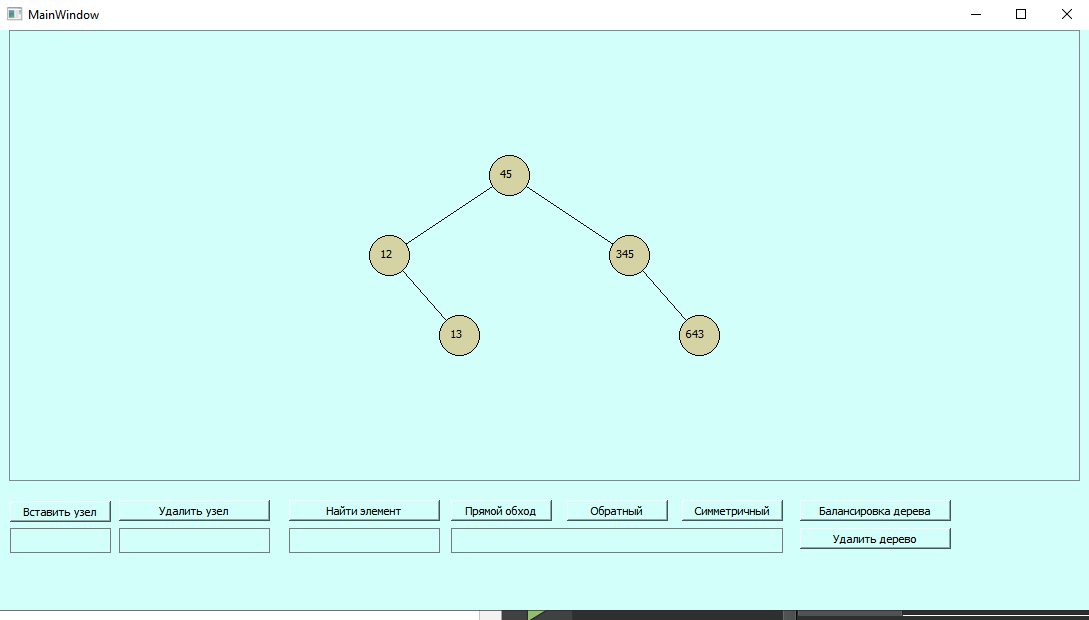 MainWindow
45
12
345
13
643
Вставить узел
Удалить узел
Найти элемент
Прямой обход
Обратный
Симметричный
Балансировка дерева
Удалить дерево